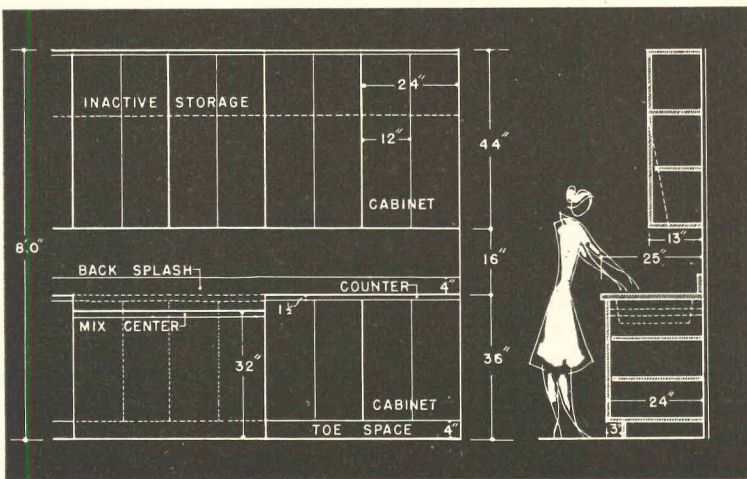 24"
INACTIVE STORAGE
12"
44"
CABINET
8'.0"
13"
25"
16"
BACK SPLASH
COUNTER
4"
1½"
MIX CENTER
32"
36"
24"
CABINET
TOE SPACE
4"
3"